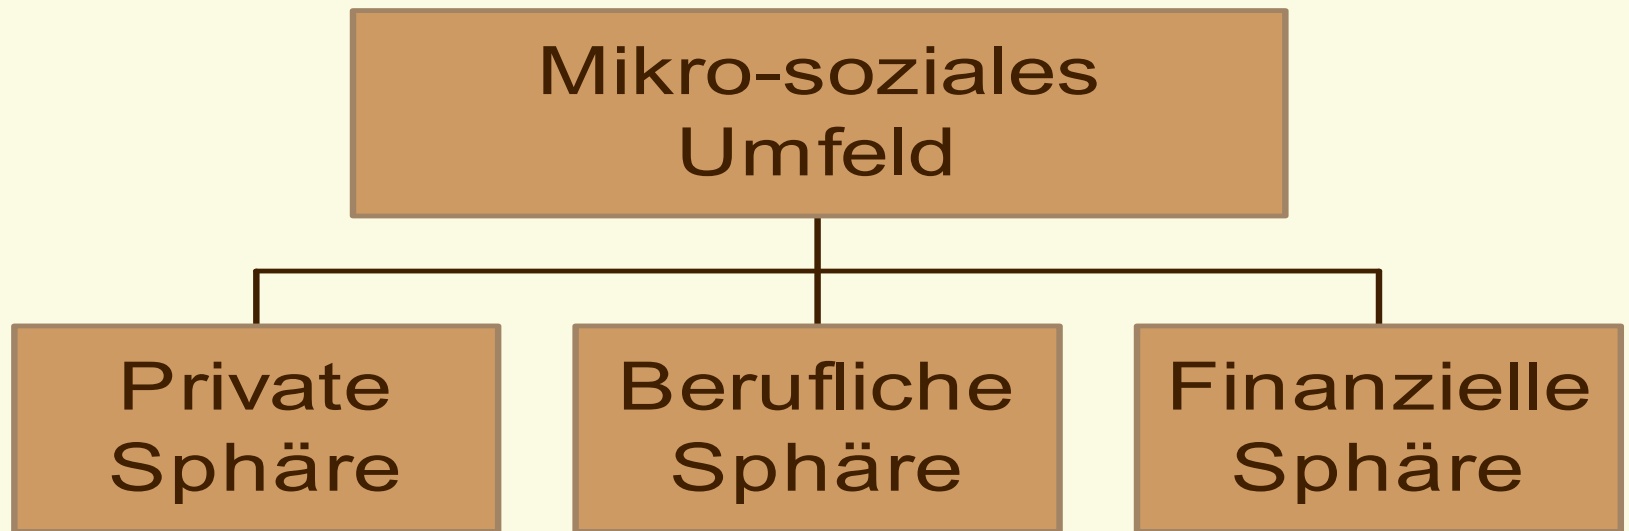 Mikro-soziales
Umfeld
Private
Sphäre
Berufliche
Sphäre
Finanzielle
Sphäre